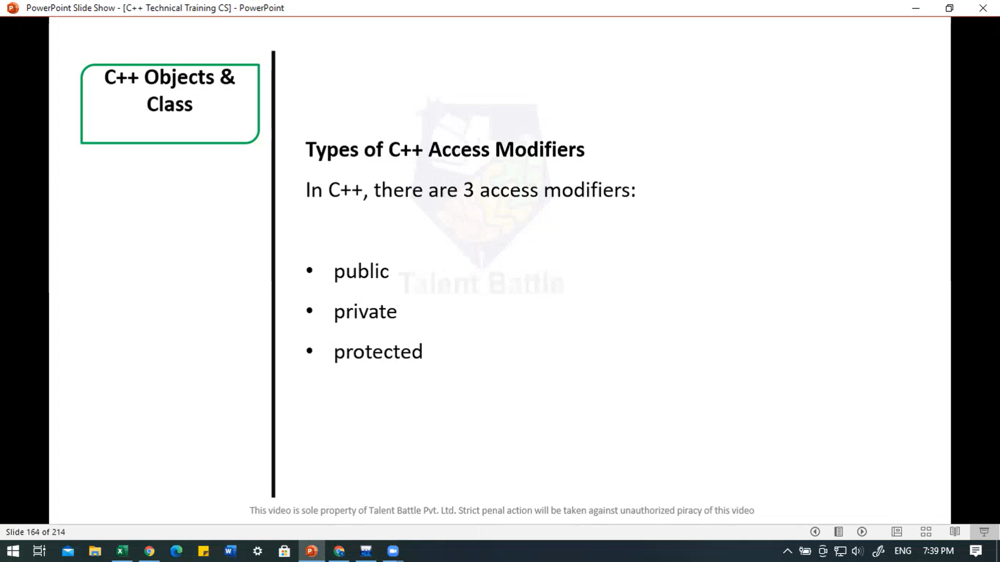 PowerPoint Slide Show - [C++ Technical Training CS] - PowerPoint
C++ Objects &
Class
Types of C++ Access Modifiers
In C++, there are 3 access modifiers:
• public
Talent Battle
• private
• protected
This video is sole property of Talent Battle Pvt. Ltd. Strict penal action will be taken against unauthorized piracy of this video
Slide 164 of 214
DEV
ENG
7:39 PM